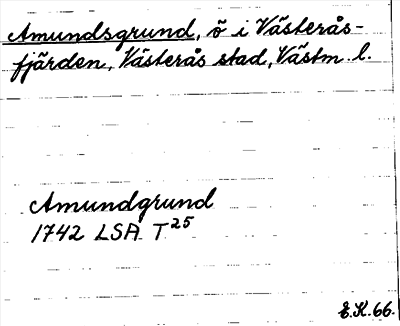 Amundsgrund, ö i Västerås-
fjärden, Västerås stad, Västm. l.
Amundgrund
1742 LSA T25
E.K.66.